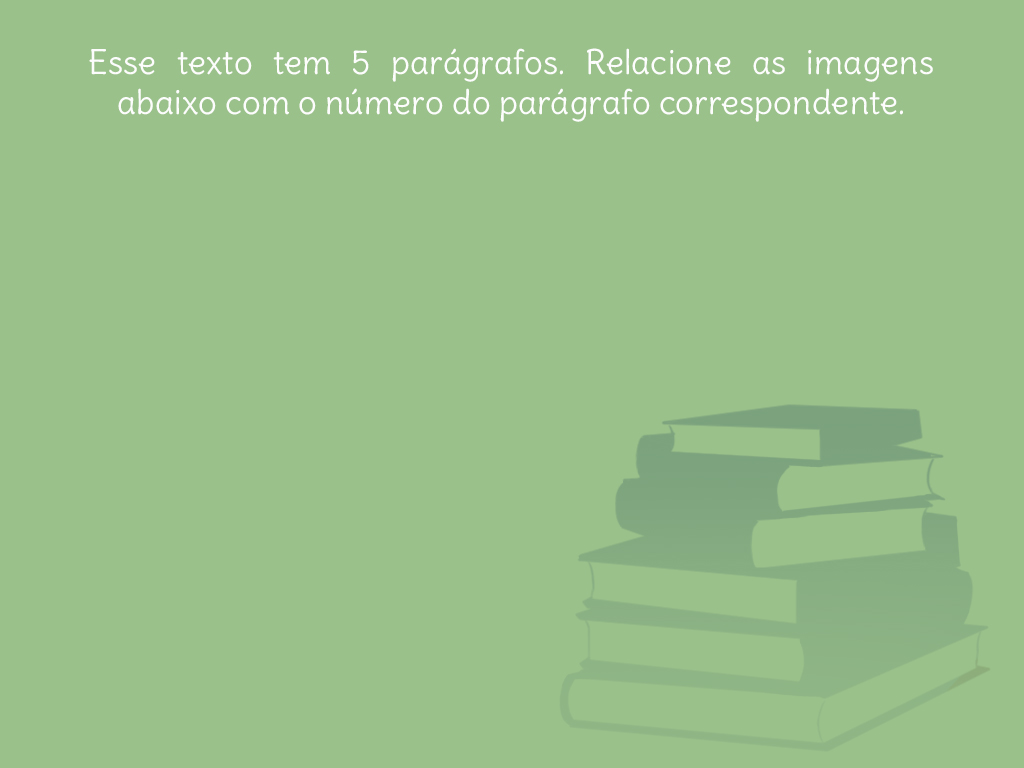 Esse texto tem 5 parágrafos. Relacione as imagens
abaixo com o número do parágrafo correspondente.